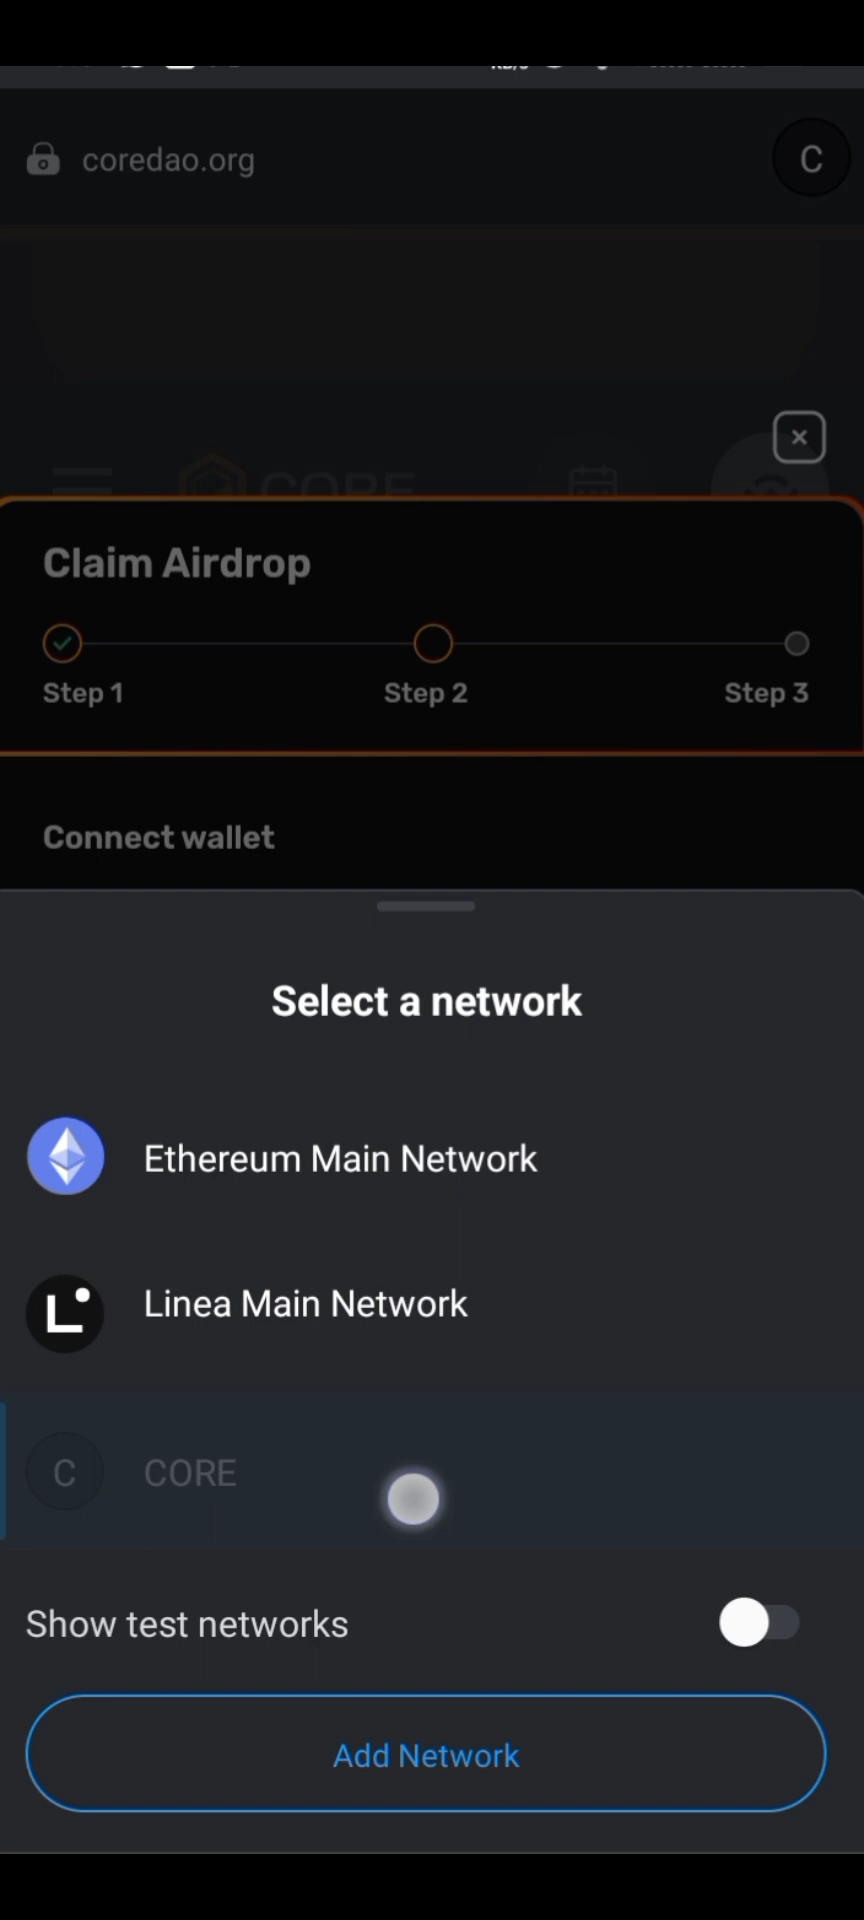 coredao.org
C
CORE
Claim Airdrop
Step 1
Step 2
Step 3
Connect wallet
Select a network
Ethereum Main Network
Linea Main Network
C
CORE
Show test networks
Add Network